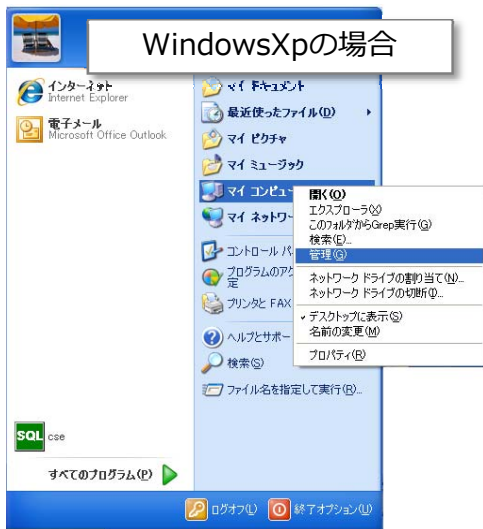 WindowsXpの場合
インターネット
Internet Explorer
電子メール
Microsoft Office Outlook
cse
SQL
すべてのプログラム(P)
マイ ドキュメント
最近使ったファイル(D)
マイ ピクチャ
マイ ミュージック
マイ コンピュ
マイ ネットワー
コントロール パ
プログラムのアク
定
プリンタと FAX
ヘルプとサポー
検索(S)
ファイル名を指定して実行(R)...
開く(O)
エクスプローラ(X)
このフォルダからGrep実行(G)
検索(E)...
管理(G)
ネットワーク ドライブの割り当て(N)...
ネットワーク ドライブの切断(I)...
デスクトップに表示(S)
名前の変更(M)
プロパティ(R)
ログオフ(L)
終了オプション(U)